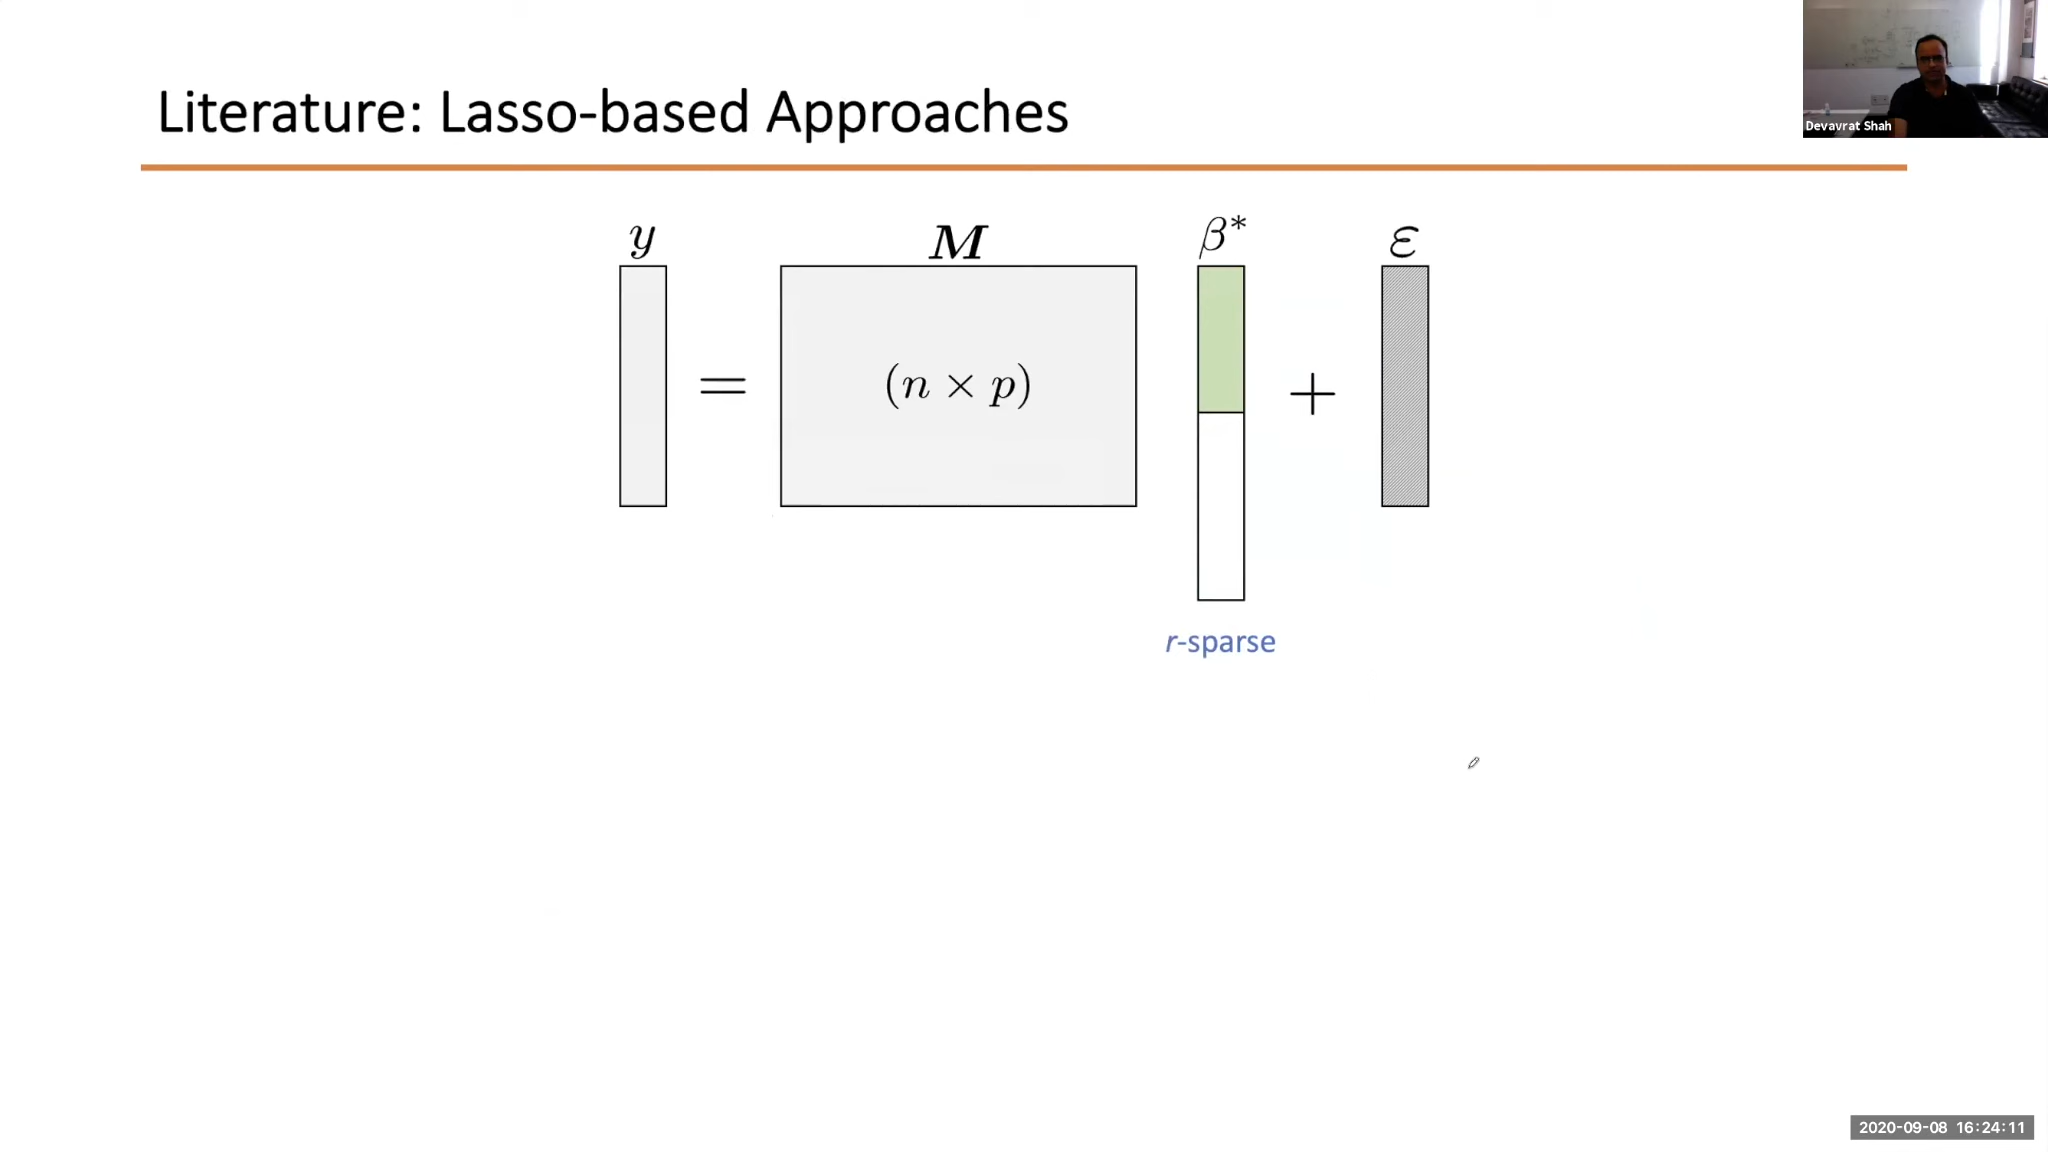 Literature: Lasso-based Approaches
Devavrat Shah
y = M (n × p) β* + ε
r-sparse
2020-09-08 16:24:11